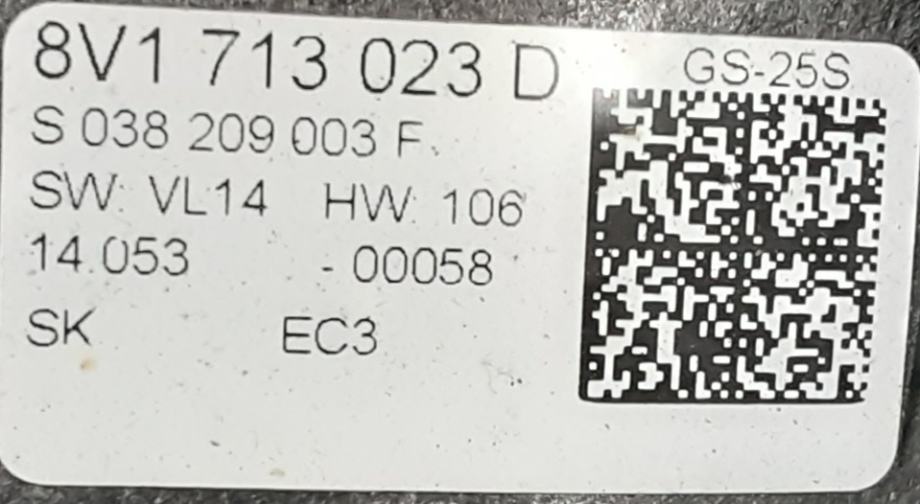 8V1 713 023 D
GS-25S
S 038 209 003 F
SW: VL14 HW: 106
14.053 - 00058
SK EC3